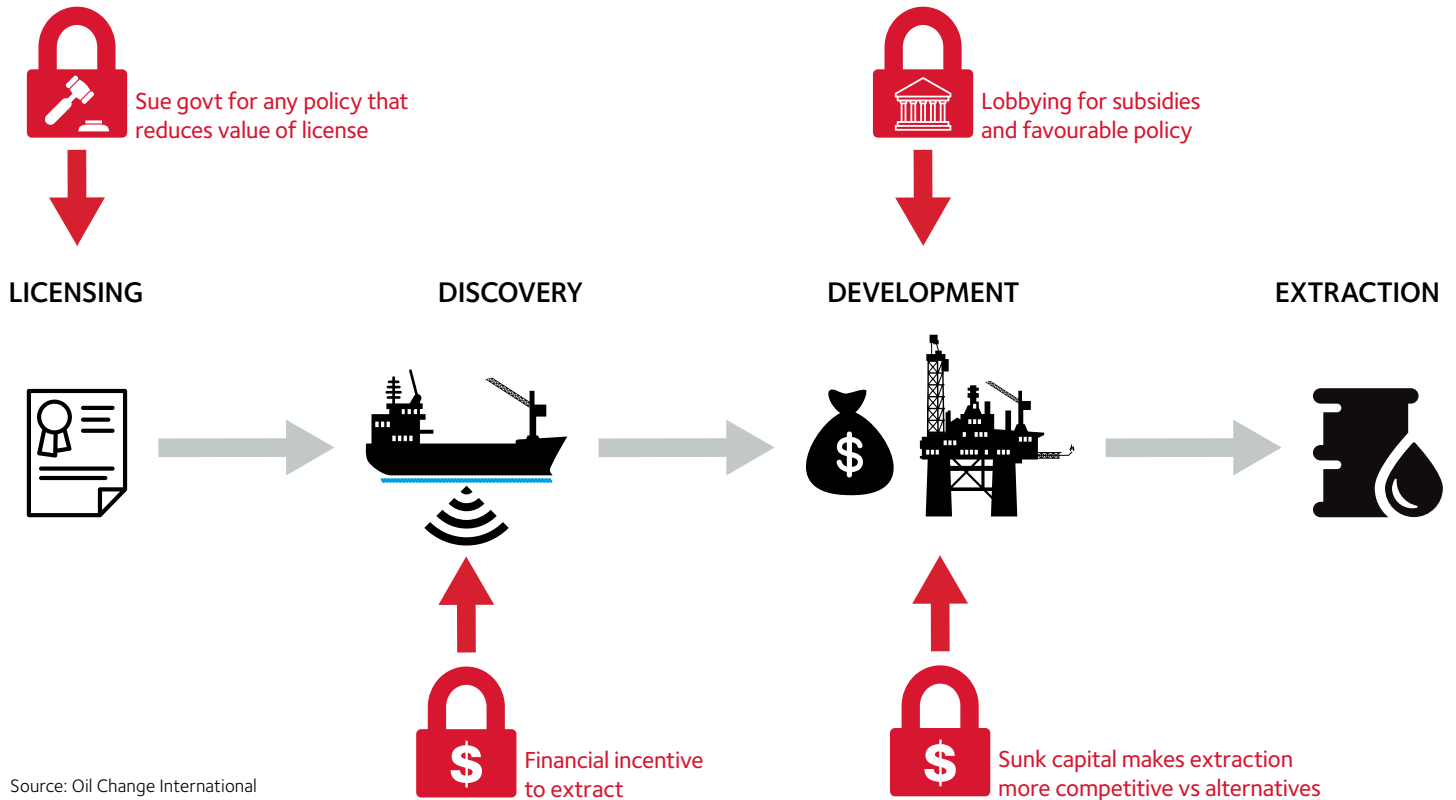 Sue govt for any policy that
reduces value of license
Lobbying for subsidies
and favourable policy
LICENSING
DISCOVERY
DEVELOPMENT
EXTRACTION
$
$
Financial incentive
to extract
$
Sunk capital makes extraction
more competitive vs alternatives
Source: Oil Change International